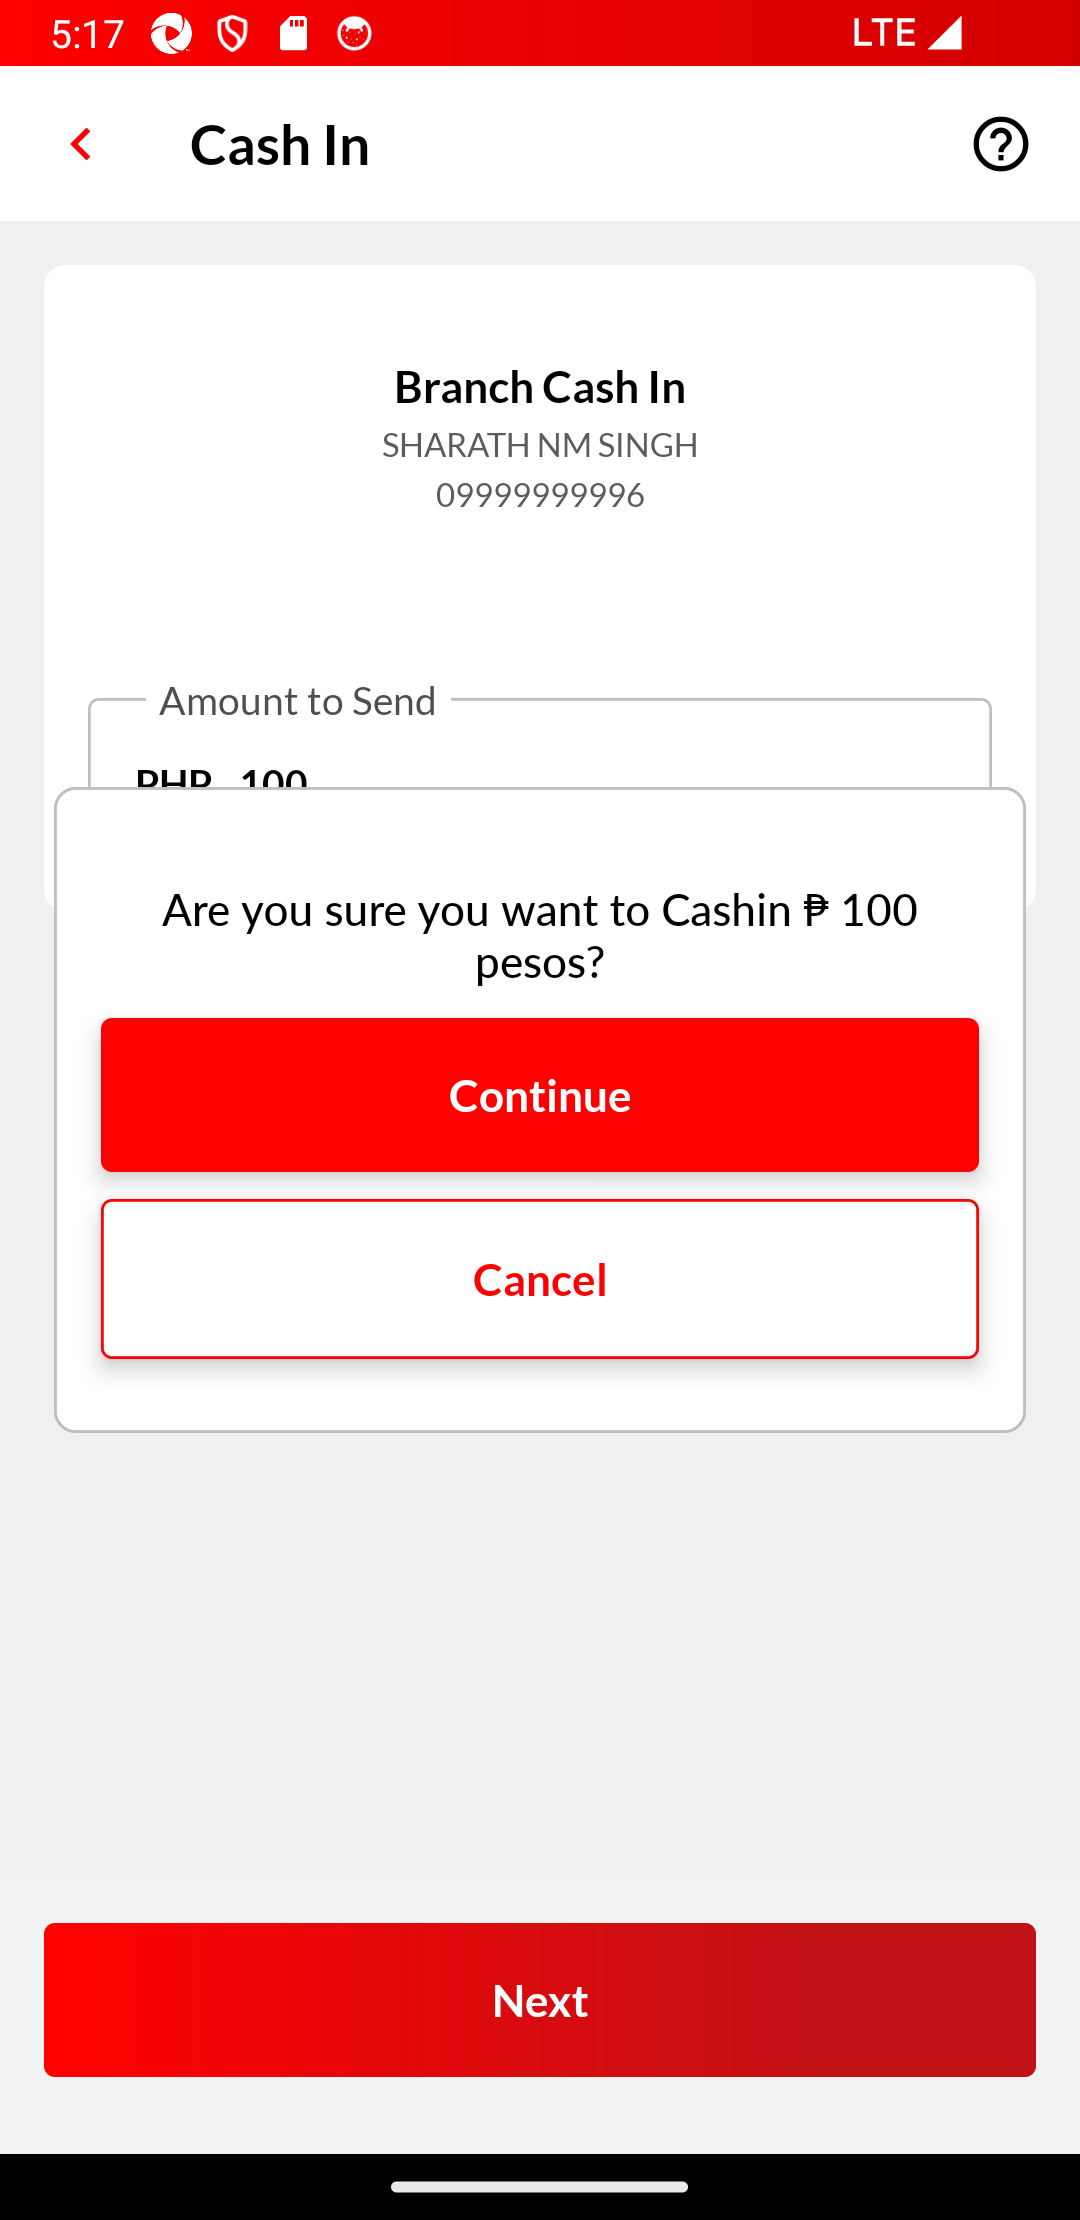 5:17 LTE
Cash In
Branch Cash In
SHARATH NM SINGH
09999999996
Amount to Send
PHP 100
Are you sure you want to Cashin ₱ 100
pesos?
Continue
Cancel
Next